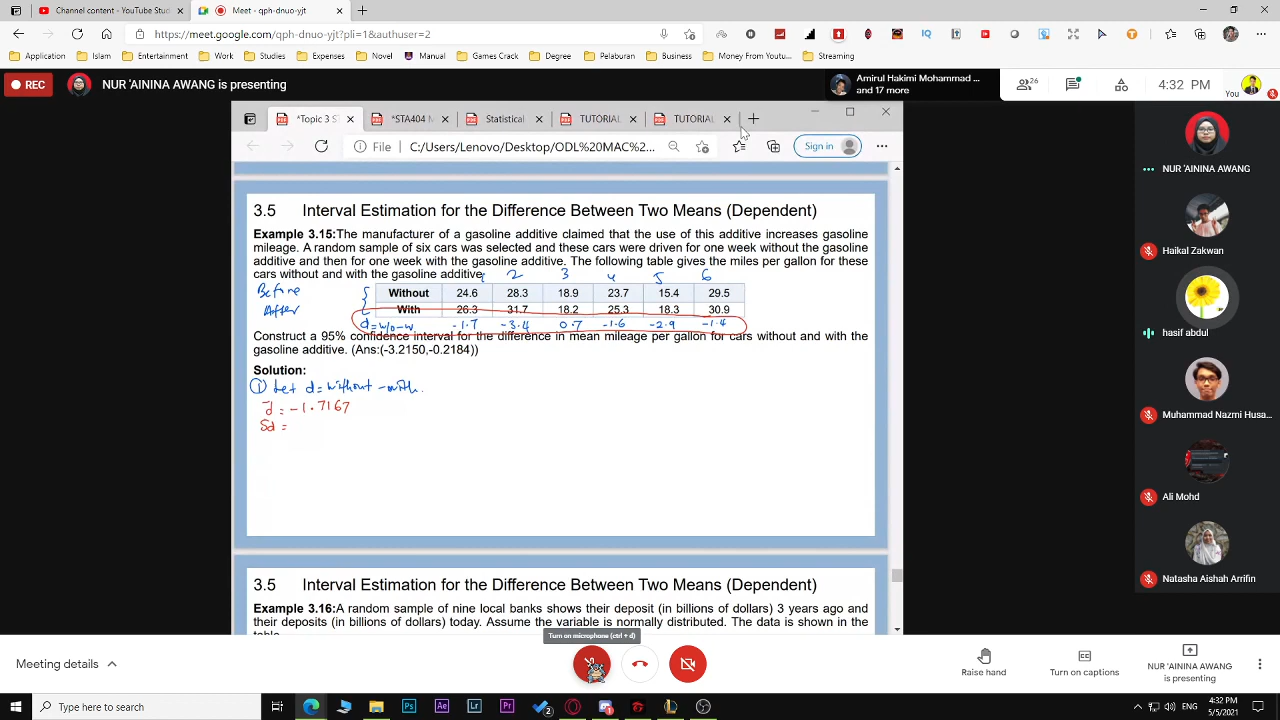 Channel content - YouTube Stud
Meet - qph-dnuo-yjt
https://meet.google.com/qph-dnuo-yjt?pli=1&authuser=2
Application
Islam
Entertainment
Work
Studies
Expenses
Novel
Manual
Games Crack
Degree
Pelaburan
Business
Money From Youtu...
Streaming
REC
NUR 'AININA AWANG is presenting
Amirul Hakimi Mohammad ...
and 17 more
26
4:32 PM
You
*Topic 3 S
*STA404 M
Statistical
TUTORIAL
TUTORIAL
File
C:/Users/Lenovo/Desktop/ODL%20MAC%20...
Sign in
3.5 Interval Estimation for the Difference Between Two Means (Dependent)
Example 3.15:The manufacturer of a gasoline additive claimed that the use of this additive increases gasoline
mileage. A random sample of six cars was selected and these cars were driven for one week without the gasoline
additive and then for one week with the gasoline additive. The following table gives the miles per gallon for these
cars without and with the gasoline additive.
1 2 3 4 5 6
Before Without 24.6 28.3 18.9 23.7 15.4 29.5
After With 26.3 31.7 18.2 25.3 18.3 30.9
d=w/o-w -1.7 -3.4 0.7 -1.6 -2.9 -1.4
Construct a 95% confidence interval for the difference in mean mileage per gallon for cars without and with the
gasoline additive. (Ans:(-3.2150,-0.2184))
Solution:
① Let d = without - with.
d̄ = -1.7167
Sd =
3.5 Interval Estimation for the Difference Between Two Means (Dependent)
Example 3.16:A random sample of nine local banks shows their deposit (in billions of dollars) 3 years ago and
their deposits (in billions of dollars) today. Assume the variable is normally distributed. The data is shown in the
table.
NUR 'AININA AWANG
Haikal Zakwan
hasif abdul
Muhammad Nazmi Husa...
Ali Mohd
Natasha Aishah Arrifin
Turn on microphone (ctrl + d)
Meeting details
Raise hand
Turn on captions
NUR 'AININA AWANG
is presenting
Type here to search
ENG
4:32 PM
5/5/2021